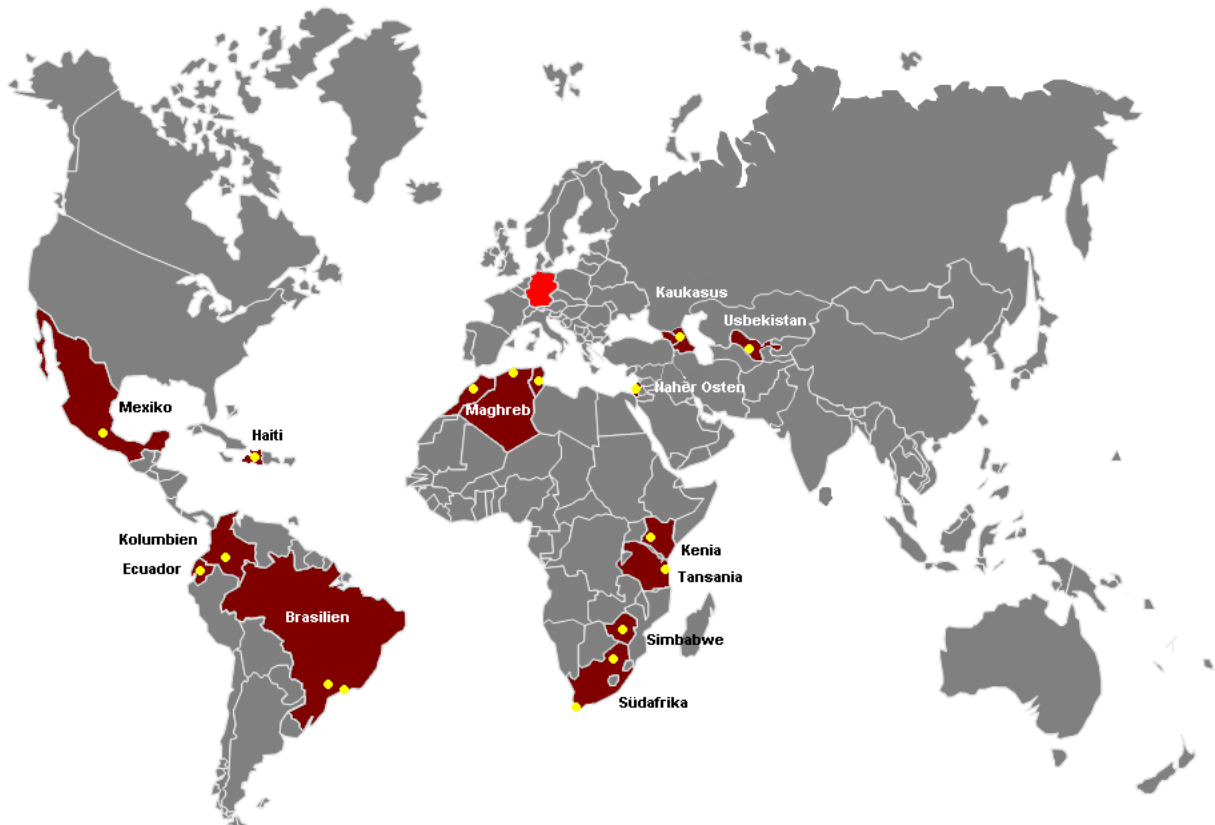 Kaukasus
Usbekistan
Naher Osten
Mexiko
Maghreb
Haiti
Kolumbien
Ecuador
Kenia
Tansania
Brasilien
Simbabwe
Südafrika